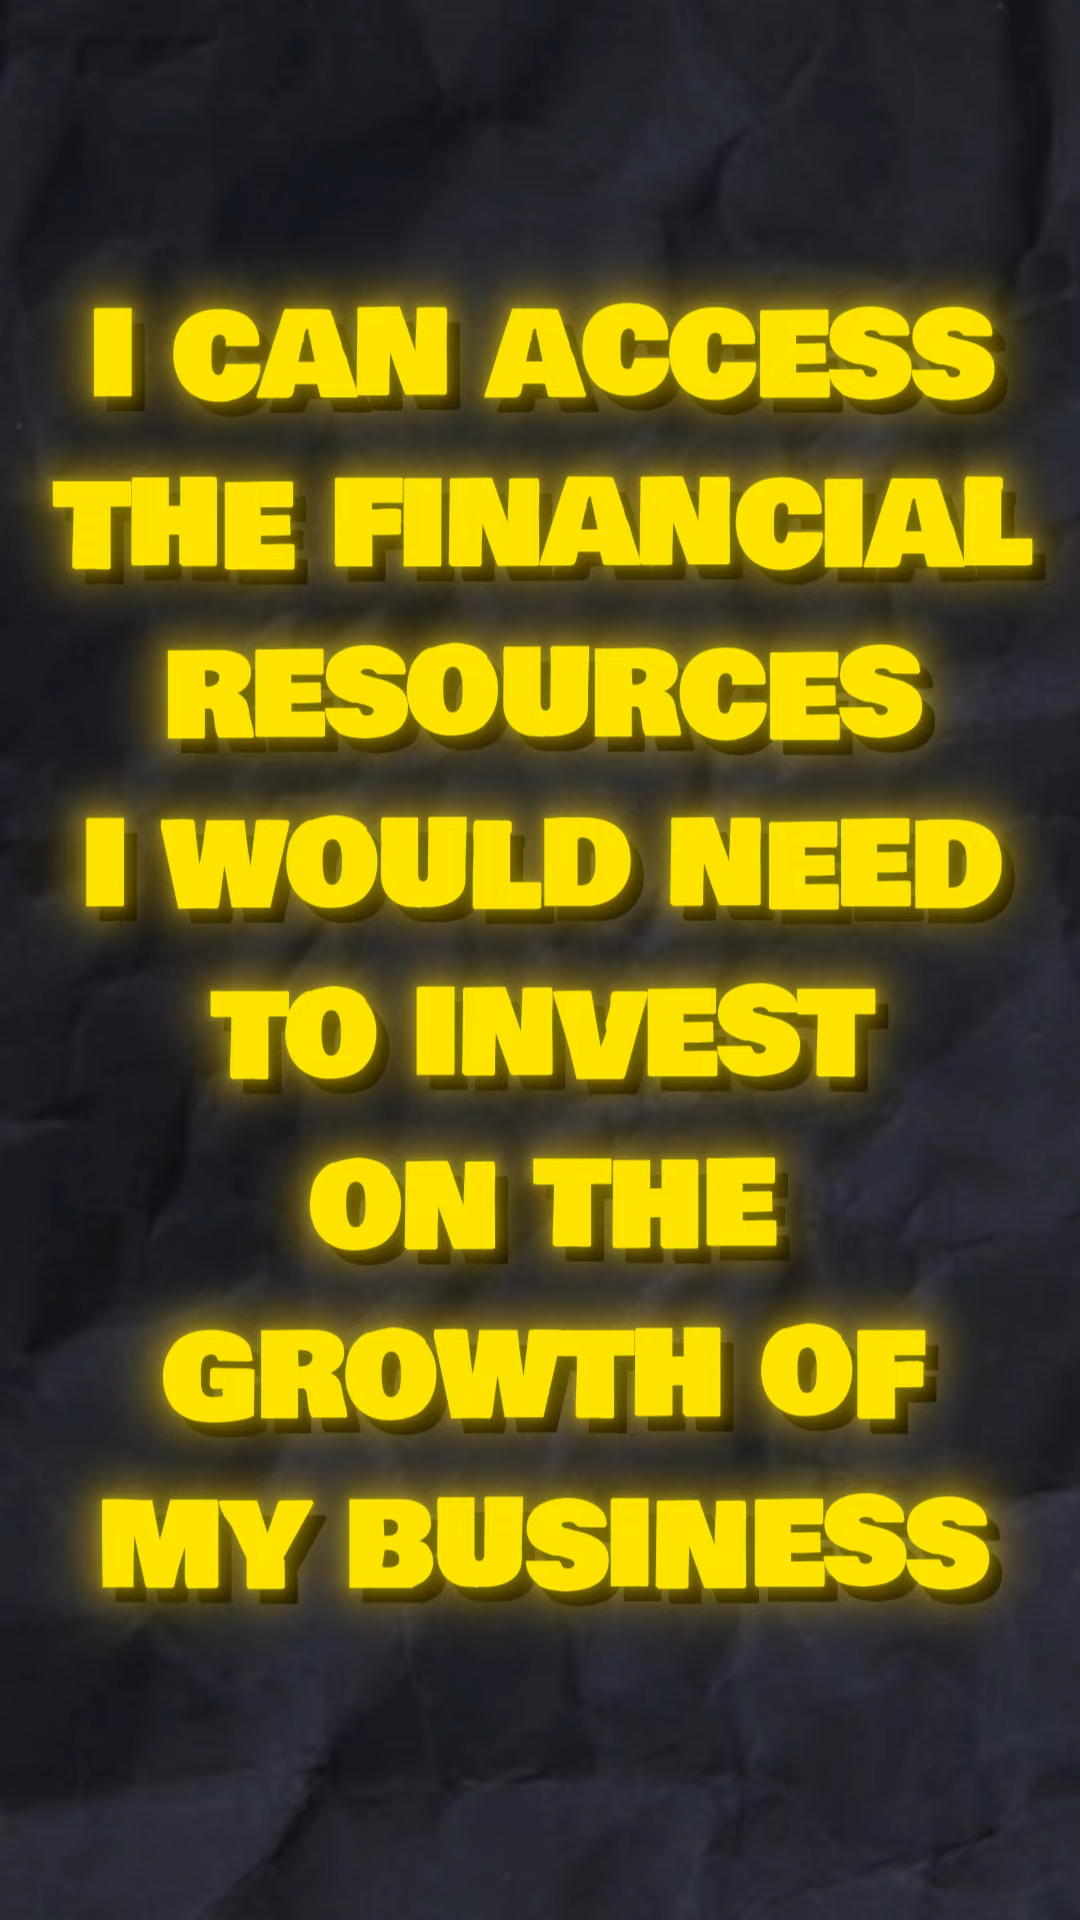 I CAN ACCESS
THE FINANCIAL
RESOURCES
I WOULD NEED
TO INVEST
ON THE
GROWTH OF
MY BUSINESS